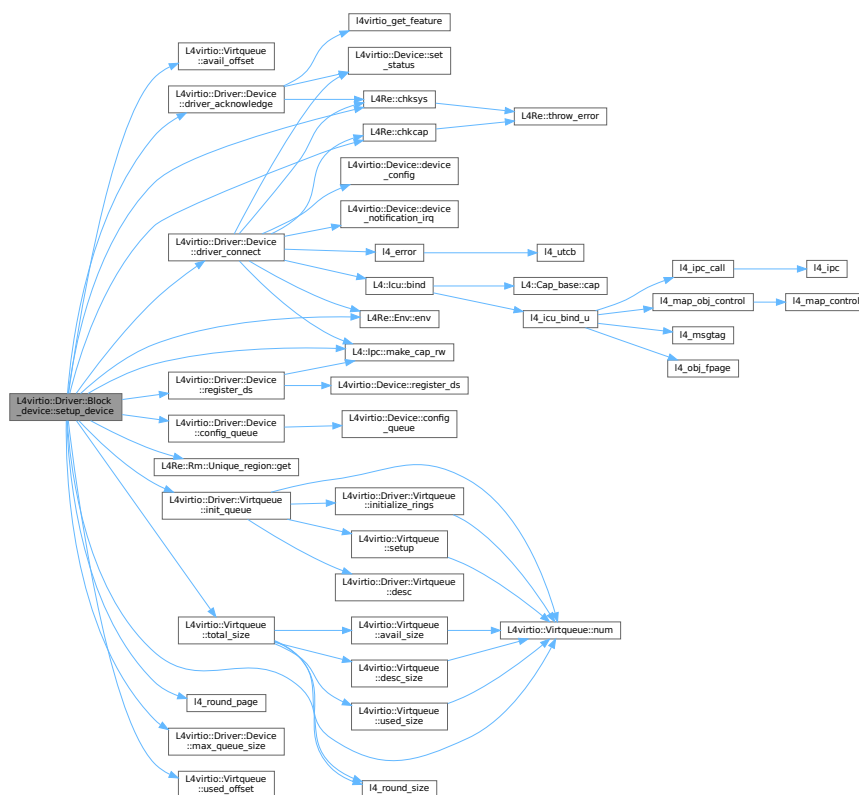 l4virtio_get_feature
L4virtio::Virtqueue
::avail_offset
L4virtio::Device::set
_status
L4virtio::Driver::Device
::driver_acknowledge
L4Re::chksys
L4Re::throw_error
L4Re::chkcap
L4virtio::Device::device
_config
L4virtio::Device::device
_notification_irq
L4virtio::Driver::Device
::driver_connect
l4_error
l4_utcb
l4_ipc_call
l4_ipc
L4::Icu::bind
L4::Cap_base::cap
l4_map_obj_control
l4_map_control
L4Re::Env::env
l4_icu_bind_u
l4_msgtag
L4::Ipc::make_cap_rw
l4_obj_fpage
L4virtio::Driver::Device
::register_ds
L4virtio::Device::register_ds
L4virtio::Driver::Block
_device::setup_device
L4virtio::Driver::Device
::config_queue
L4virtio::Device::config
_queue
L4Re::Rm::Unique_region::get
L4virtio::Driver::Virtqueue
::init_queue
L4virtio::Driver::Virtqueue
::initialize_rings
L4virtio::Virtqueue
::setup
L4virtio::Driver::Virtqueue
::desc
L4virtio::Virtqueue
::total_size
L4virtio::Virtqueue
::avail_size
L4virtio::Virtqueue::num
L4virtio::Virtqueue
::desc_size
L4virtio::Virtqueue
::used_size
l4_round_page
L4virtio::Driver::Device
::max_queue_size
L4virtio::Virtqueue
::used_offset
l4_round_size